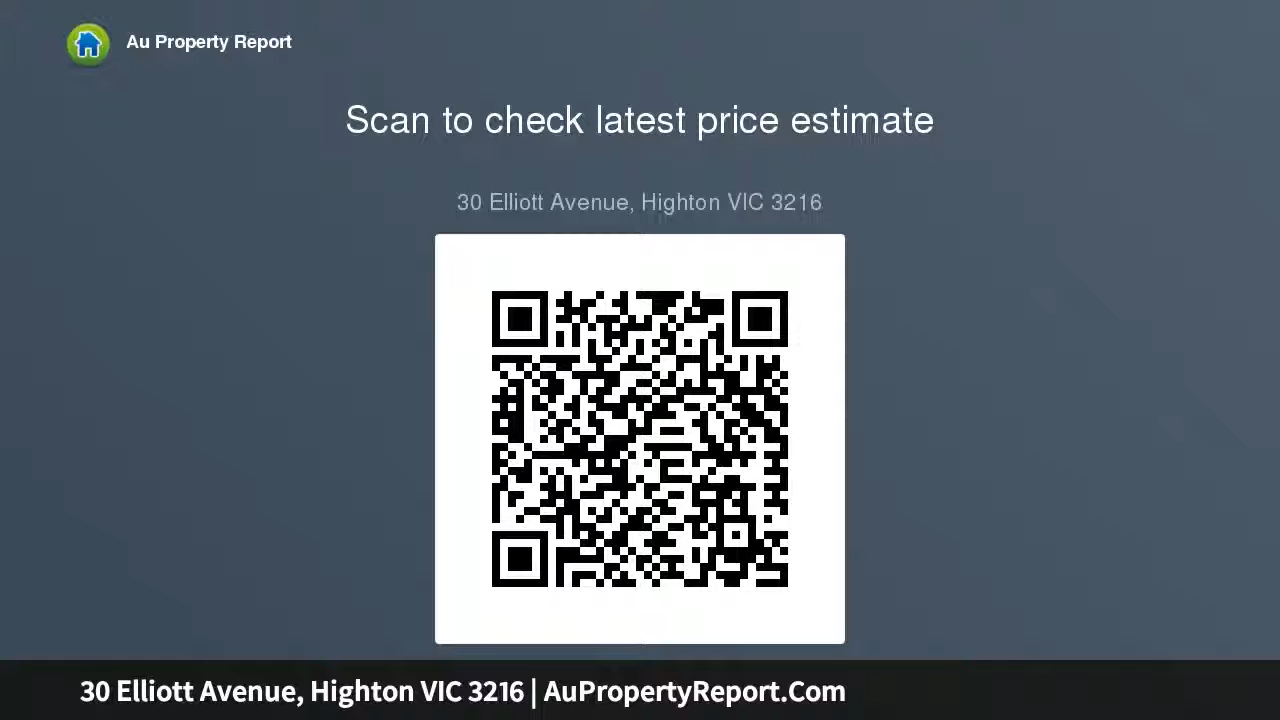 Au Property Report
Scan to check latest price estimate
30 Elliott Avenue, Highton VIC 3216
30 Elliott Avenue, Highton VIC 3216 | AuPropertyReport.Com